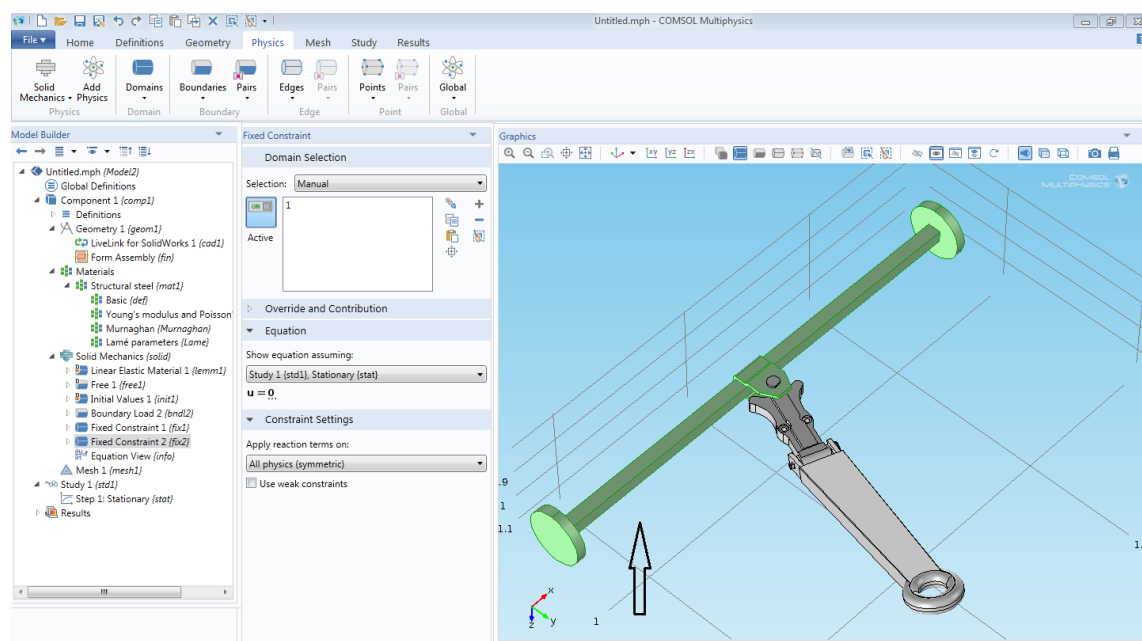 Untitled.mph - COMSOL Multiphysics
File Home Definitions Geometry Physics Mesh Study Results
Solid Mechanics
Add Physics
Domains
Boundaries
Pairs
Edges
Pairs
Points
Pairs
Global
Physics Domain Boundary Edge Point Global
Model Builder
Untitled.mph {Model2}
Global Definitions
Component 1 {comp1}
Definitions
Geometry 1 {geom1}
LiveLink for SolidWorks 1 {cad1}
Form Assembly {fin}
Materials
Structural steel {mat1}
Basic {def}
Young's modulus and Poisson'
Murnaghan {Murnaghan}
Lamé parameters {Lame}
Solid Mechanics {solid}
Linear Elastic Material 1 {lemm1}
Free 1 {free1}
Initial Values 1 {init1}
Boundary Load 2 {bndl2}
Fixed Constraint 1 {fix1}
Fixed Constraint 2 {fix2}
Equation View {info}
Mesh 1 {mesh1}
Study 1 {std1}
Step 1: Stationary {stat}
Results
Fixed Constraint
Domain Selection
Selection: Manual
ON
1
Active
Override and Contribution
Equation
Show equation assuming:
Study 1 {std1}, Stationary {stat}
u = 0
Constraint Settings
Apply reaction terms on:
All physics (symmetric)
Use weak constraints
Graphics
xy yz zx
COMSOL
MULTIPHYSICS
.9
1
1.1
1.
x
z y
1